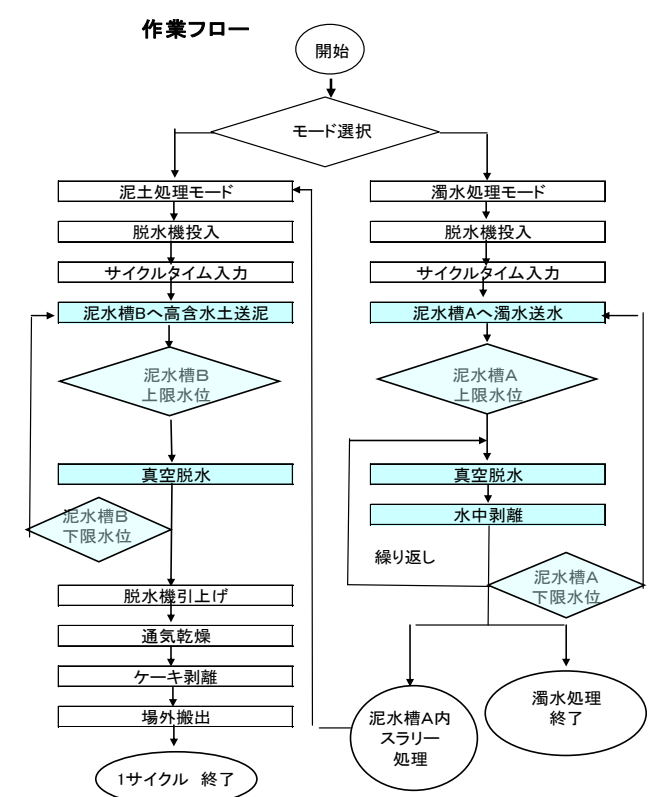 作業フロー
開始
モード選択
泥土処理モード
脱水機投入
サイクルタイム入力
泥水槽Bへ高含水土送泥
泥水槽B
上限水位
真空脱水
泥水槽B
下限水位
脱水機引上げ
通気乾燥
ケーキ剥離
場外搬出
1サイクル 終了
濁水処理モード
脱水機投入
サイクルタイム入力
泥水槽Aへ濁水送水
泥水槽A
上限水位
真空脱水
水中剥離
繰り返し
泥水槽A
下限水位
泥水槽A内
スラリー
処理
濁水処理
終了